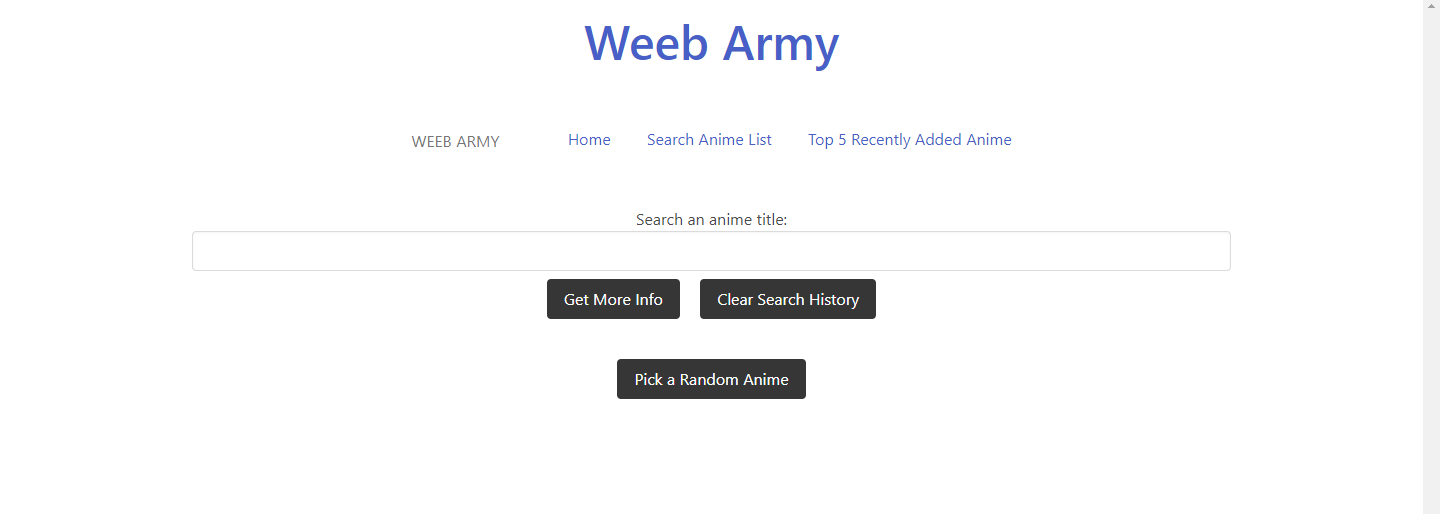 Weeb Army
WEEB ARMY Home Search Anime List Top 5 Recently Added Anime
Search an anime title:
Get More Info Clear Search History
Pick a Random Anime